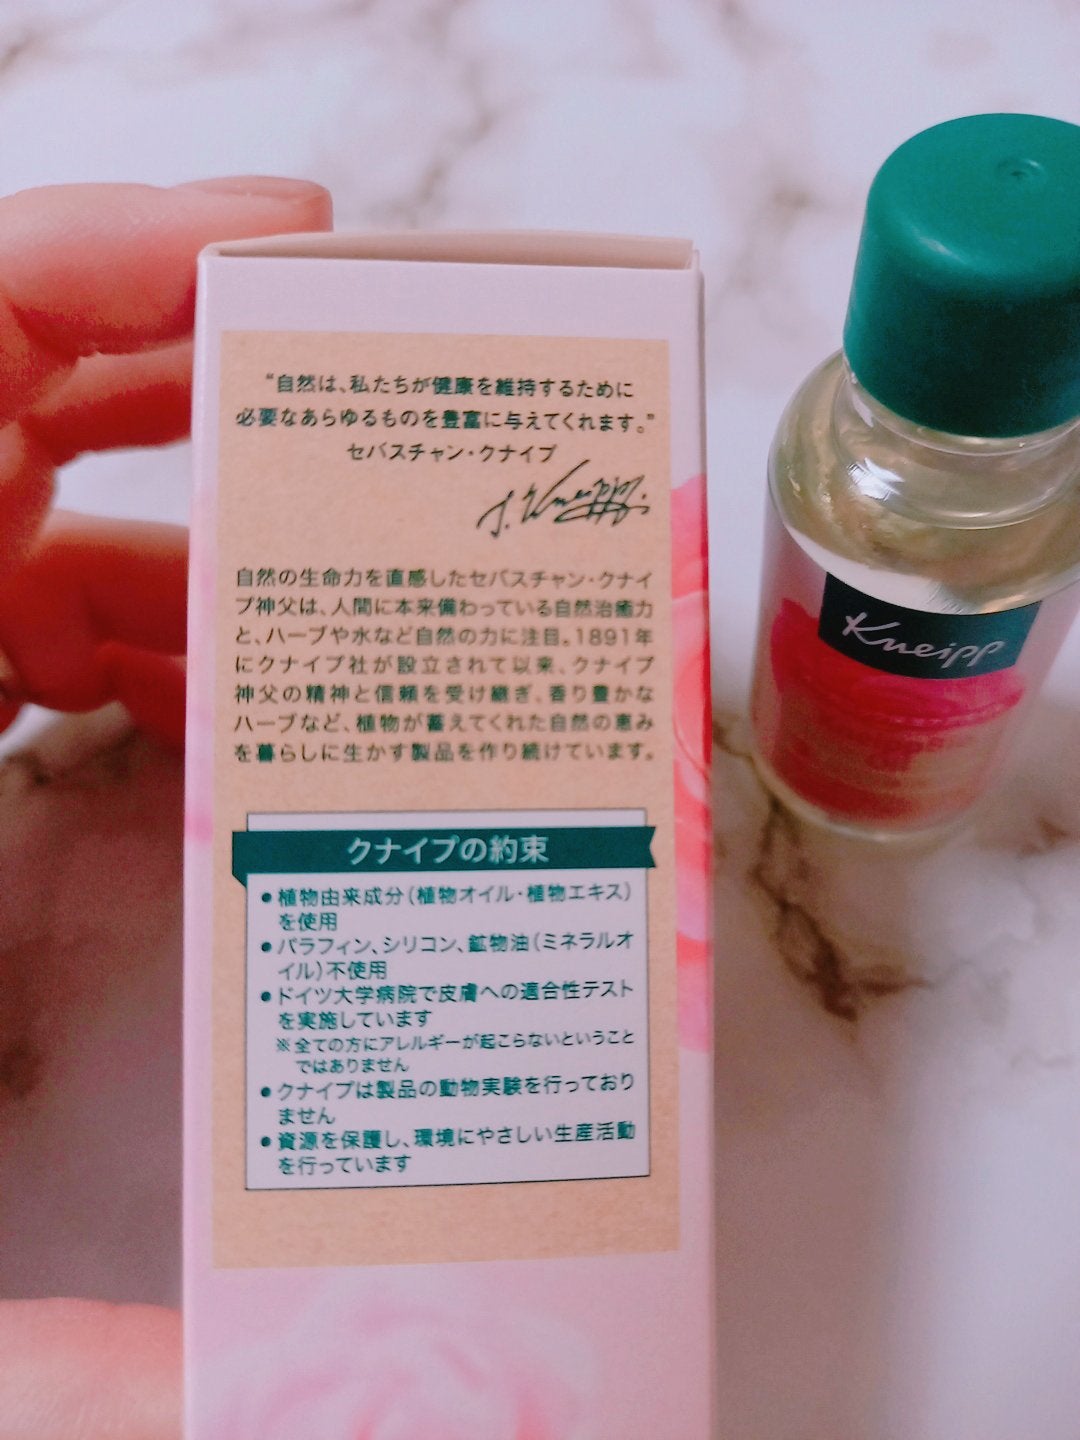 “自然は、私たちが健康を維持するために
必要なあらゆるものを豊富に与えてくれます。”
セバスチャン・クナイプ
S. Kneipp.
自然の生命力を直感したセバスチャン・クナイ
プ神父は、人間に本来備わっている自然治癒力
と、ハーブや水など自然の力に注目。1891年
にクナイプ社が設立されて以来、クナイプ
神父の精神と信頼を受け継ぎ、香り豊かな
ハーブなど、植物が蓄えてくれた自然の恵み
を暮らしに生かす製品を作り続けています。
クナイプの約束
●植物由来成分(植物オイル・植物エキス)
を使用
●パラフィン、シリコン、鉱物油(ミネラルオ
イル)不使用
●ドイツ大学病院で皮膚への適合性テスト
を実施しています
※全ての方にアレルギーが起こらないということ
ではありません
●クナイプは製品の動物実験を行っており
ません
●資源を保護し、環境にやさしい生産活動
を行っています
Kneipp